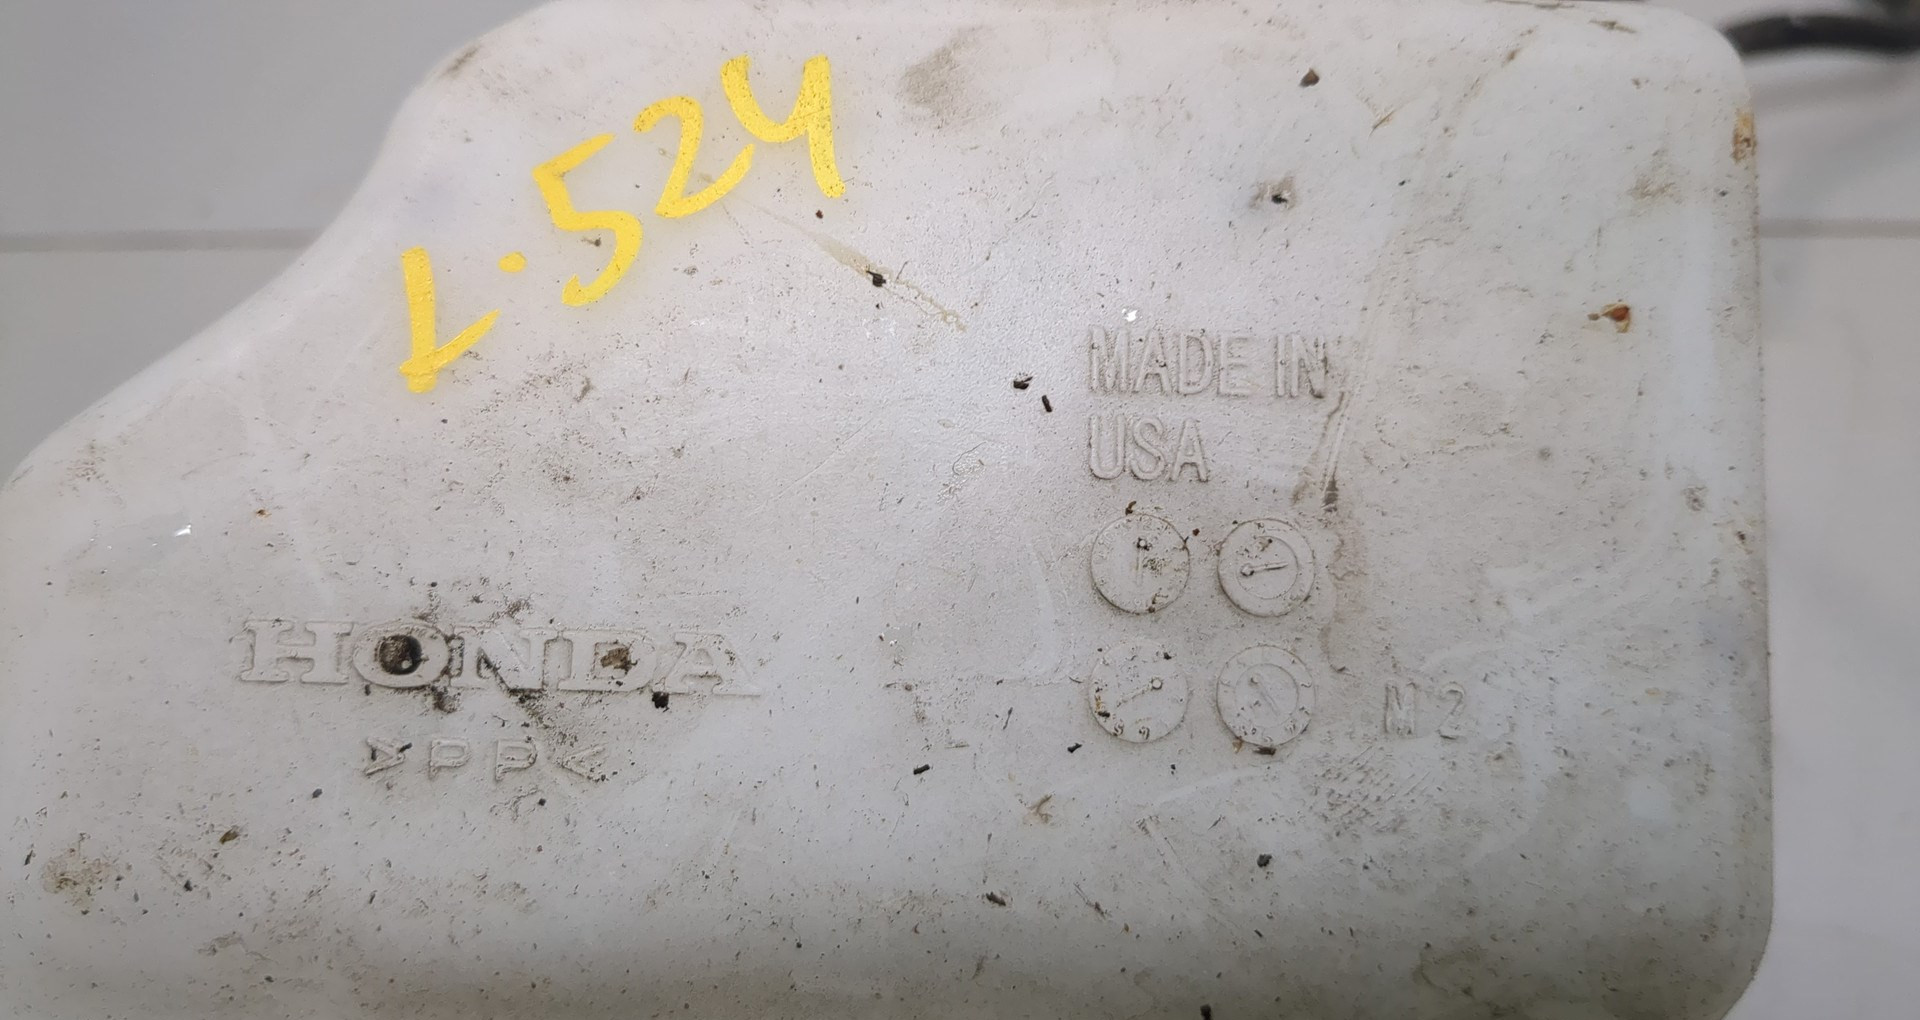 L.524
MADE IN
USA
HONDA
>PP<
M2